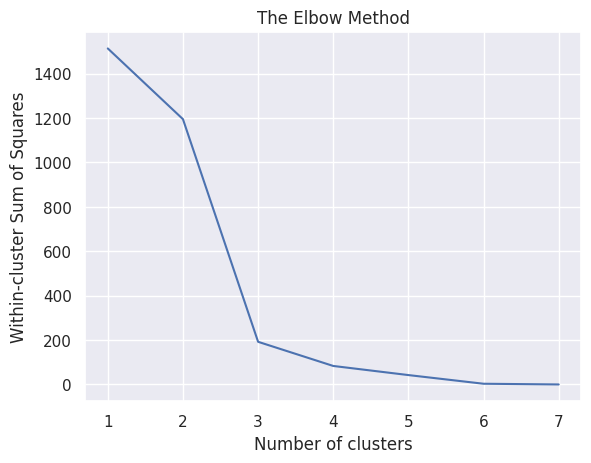 The Elbow Method
Within-cluster Sum of Squares
1400
1200
1000
800
600
400
200
0
1 2 3 4 5 6 7
Number of clusters